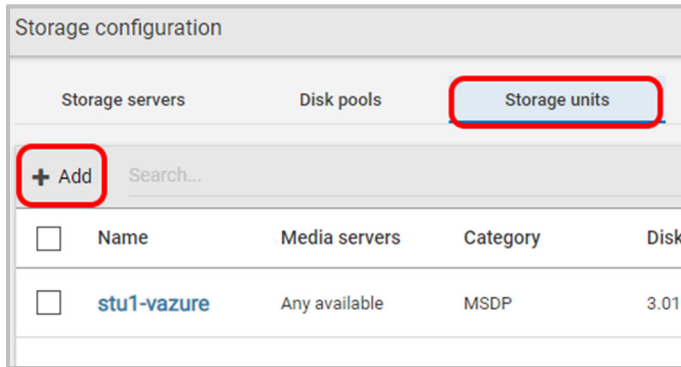 Storage configuration
Storage servers Disk pools Storage units
+ Add Search...
Name Media servers Category Disk
stu1-vazure Any available MSDP 3.01